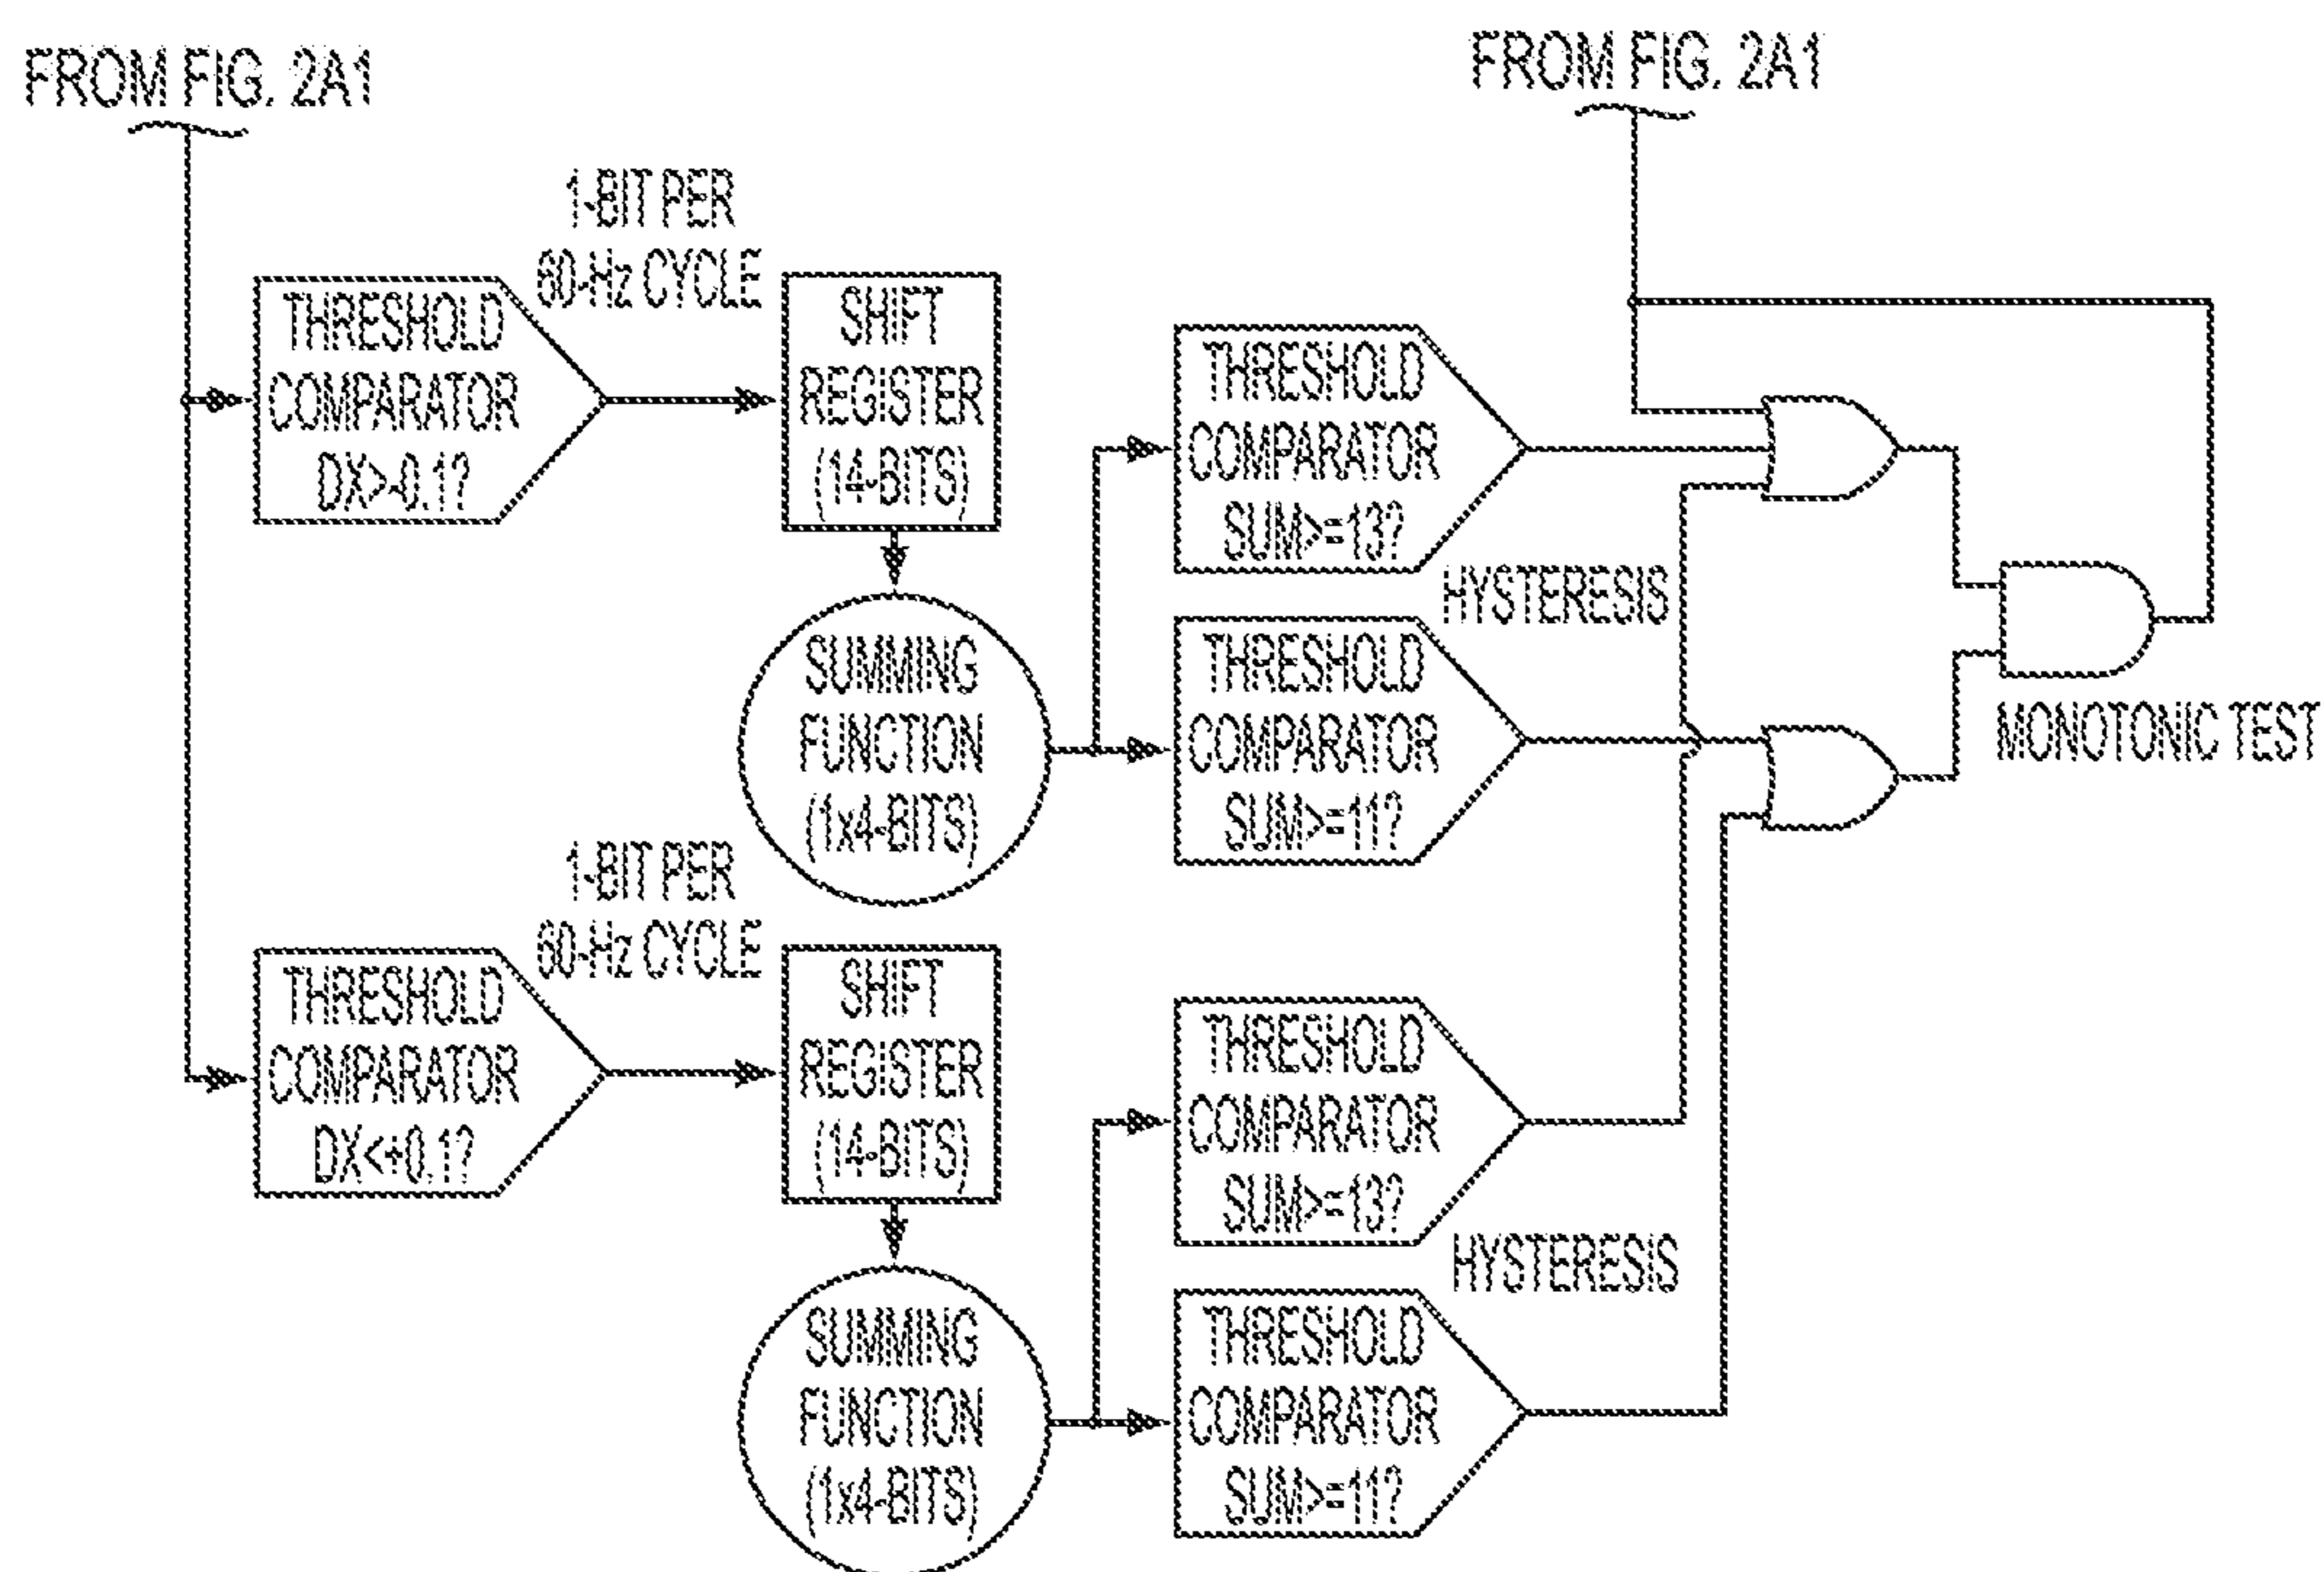 FROM FIG. 2A1
FROM FIG. 2A1
1-BIT PER
60-Hz CYCLE
THRESHOLD
COMPARATOR
DX>-0.1?
SHIFT
REGISTER
(14-BITS)
SUMMING
FUNCTION
(1x4-BITS)
THRESHOLD
COMPARATOR
SUM>=13?
HYSTERESIS
THRESHOLD
COMPARATOR
SUM>=11?
MONOTONIC TEST
1-BIT PER
60-Hz CYCLE
THRESHOLD
COMPARATOR
DX<+0.1?
SHIFT
REGISTER
(14-BITS)
SUMMING
FUNCTION
(1x4-BITS)
THRESHOLD
COMPARATOR
SUM>=13?
HYSTERESIS
THRESHOLD
COMPARATOR
SUM>=11?